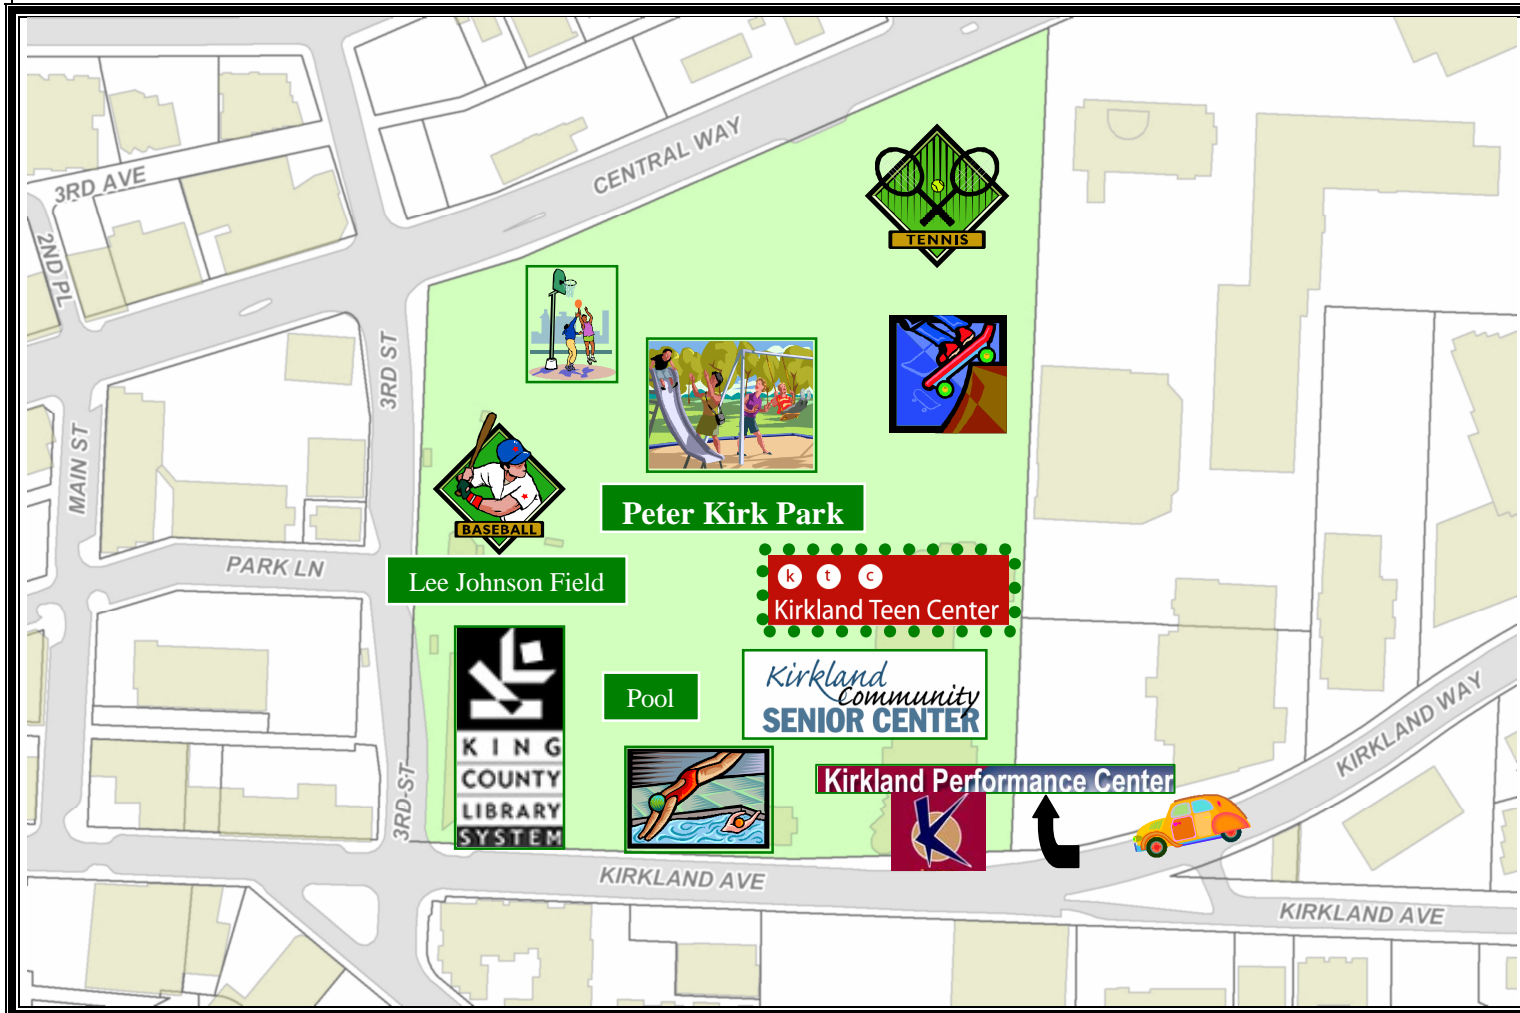 CENTRAL WAY
3RD AVE
2ND PL
TENNIS
3RD ST
MAIN ST
BASEBALL
Peter Kirk Park
PARK LN
Lee Johnson Field
k t c
Kirkland Teen Center
Kirkland
Community
SENIOR CENTER
Pool
KING
COUNTY
LIBRARY
SYSTEM
3RD ST
Kirkland Performance Center
K
KIRKLAND WAY
KIRKLAND AVE
KIRKLAND AVE